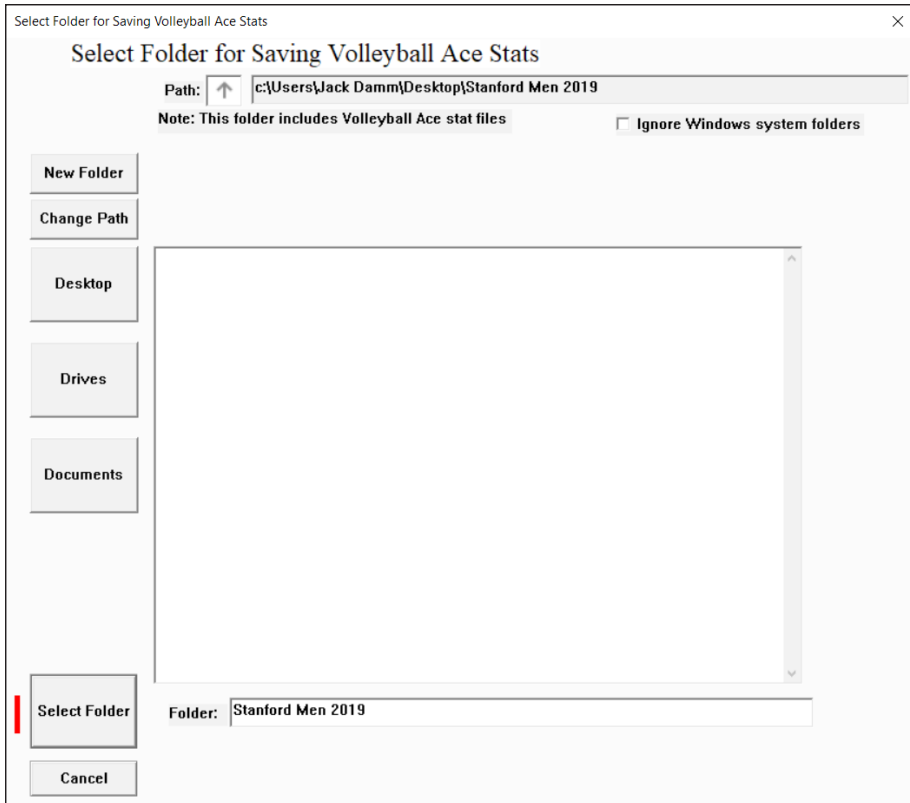 Select Folder for Saving Volleyball Ace Stats
Select Folder for Saving Volleyball Ace Stats
Path: c:\Users\Jack Damm\Desktop\Stanford Men 2019
Note: This folder includes Volleyball Ace stat files
Ignore Windows system folders
New Folder
Change Path
Desktop
Drives
Documents
Select Folder
Folder: Stanford Men 2019
Cancel